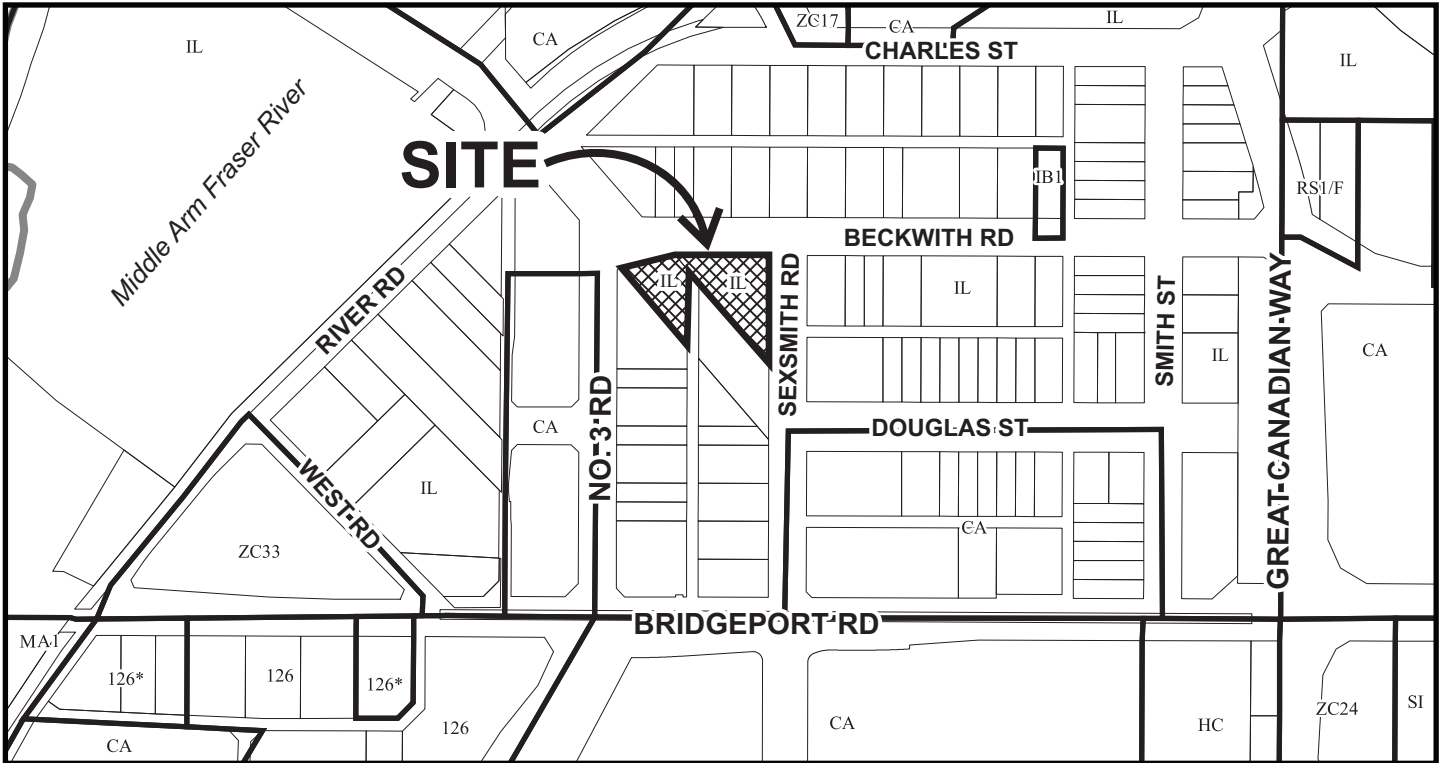 ZC17
CA
IL
CHARLES ST
IL
CA
IL
Middle Arm Fraser River
SITE
IB1
RS1/F
BECKWITH RD
IL
IL
IL
RIVER RD
SEXSMITH RD
SMITH ST
GREAT CANADIAN WAY
IL
CA
NO. 3 RD
CA
DOUGLAS ST
WEST RD
IL
ZC33
CA
BRIDGEPORT RD
MA1
126*
126
126*
126
CA
CA
HC
ZC24
SI